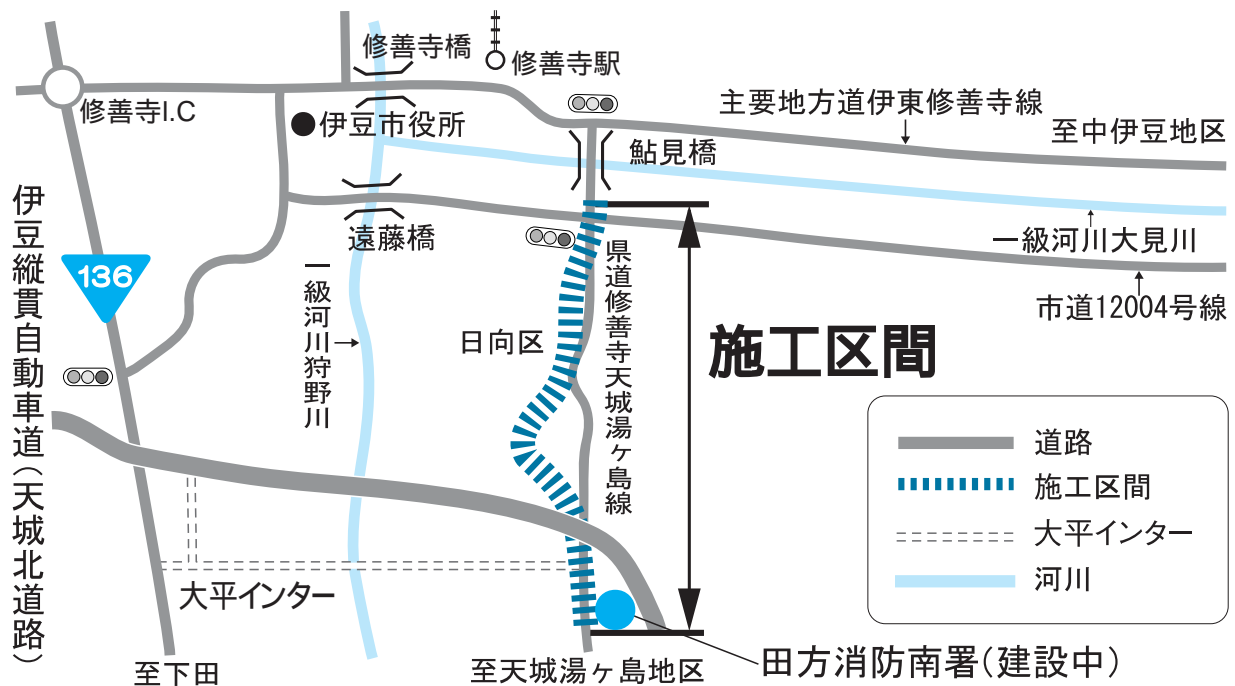 修善寺橋
修善寺駅
修善寺I.C
主要地方道伊東修善寺線
伊豆市役所
至中伊豆地区
鮎見橋
遠藤橋
一級河川大見川
伊豆縦貫自動車道(天城北道路)
136
一級河川狩野川
県道修善寺天城湯ヶ島線
市道12004号線
日向区
施工区間
道路
施工区間
大平インター
河川
大平インター
至下田
至天城湯ヶ島地区
田方消防南署(建設中)